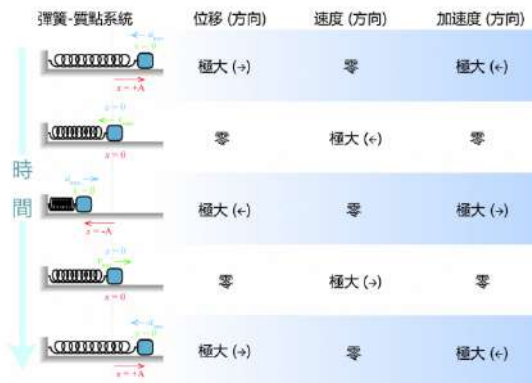 彈簧-質點系統 位移 (方向) 速度 (方向) 加速度 (方向)
極大 (→) 零 極大 (←)
x = +A
x = 0
零 極大 (←) 零
x = 0
時
極大 (←) 零 極大 (→)
間
x = -A
x = 0
零 極大 (→) 零
x = 0
極大 (→) 零 極大 (←)
x = +A